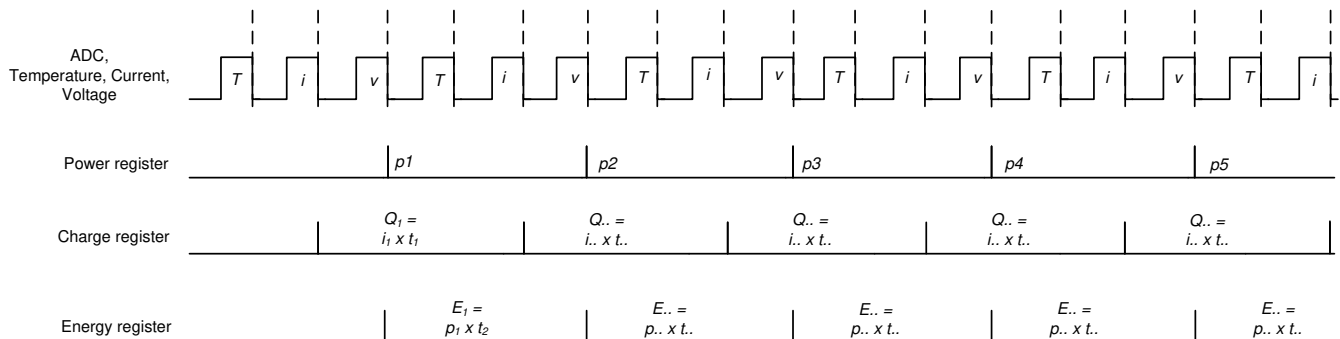 ADC,
Temperature, Current,
Voltage
T i v T i v T i v T i v T i v T i
Power register
p1 p2 p3 p4 p5
Charge register
Q1 = Q.. = Q.. = Q.. = Q.. =
i1 x t1 i.. x t.. i.. x t.. i.. x t.. i.. x t..
Energy register
E1 = E.. = E.. = E.. = E.. =
p1 x t2 p.. x t.. p.. x t.. p.. x t.. p.. x t..